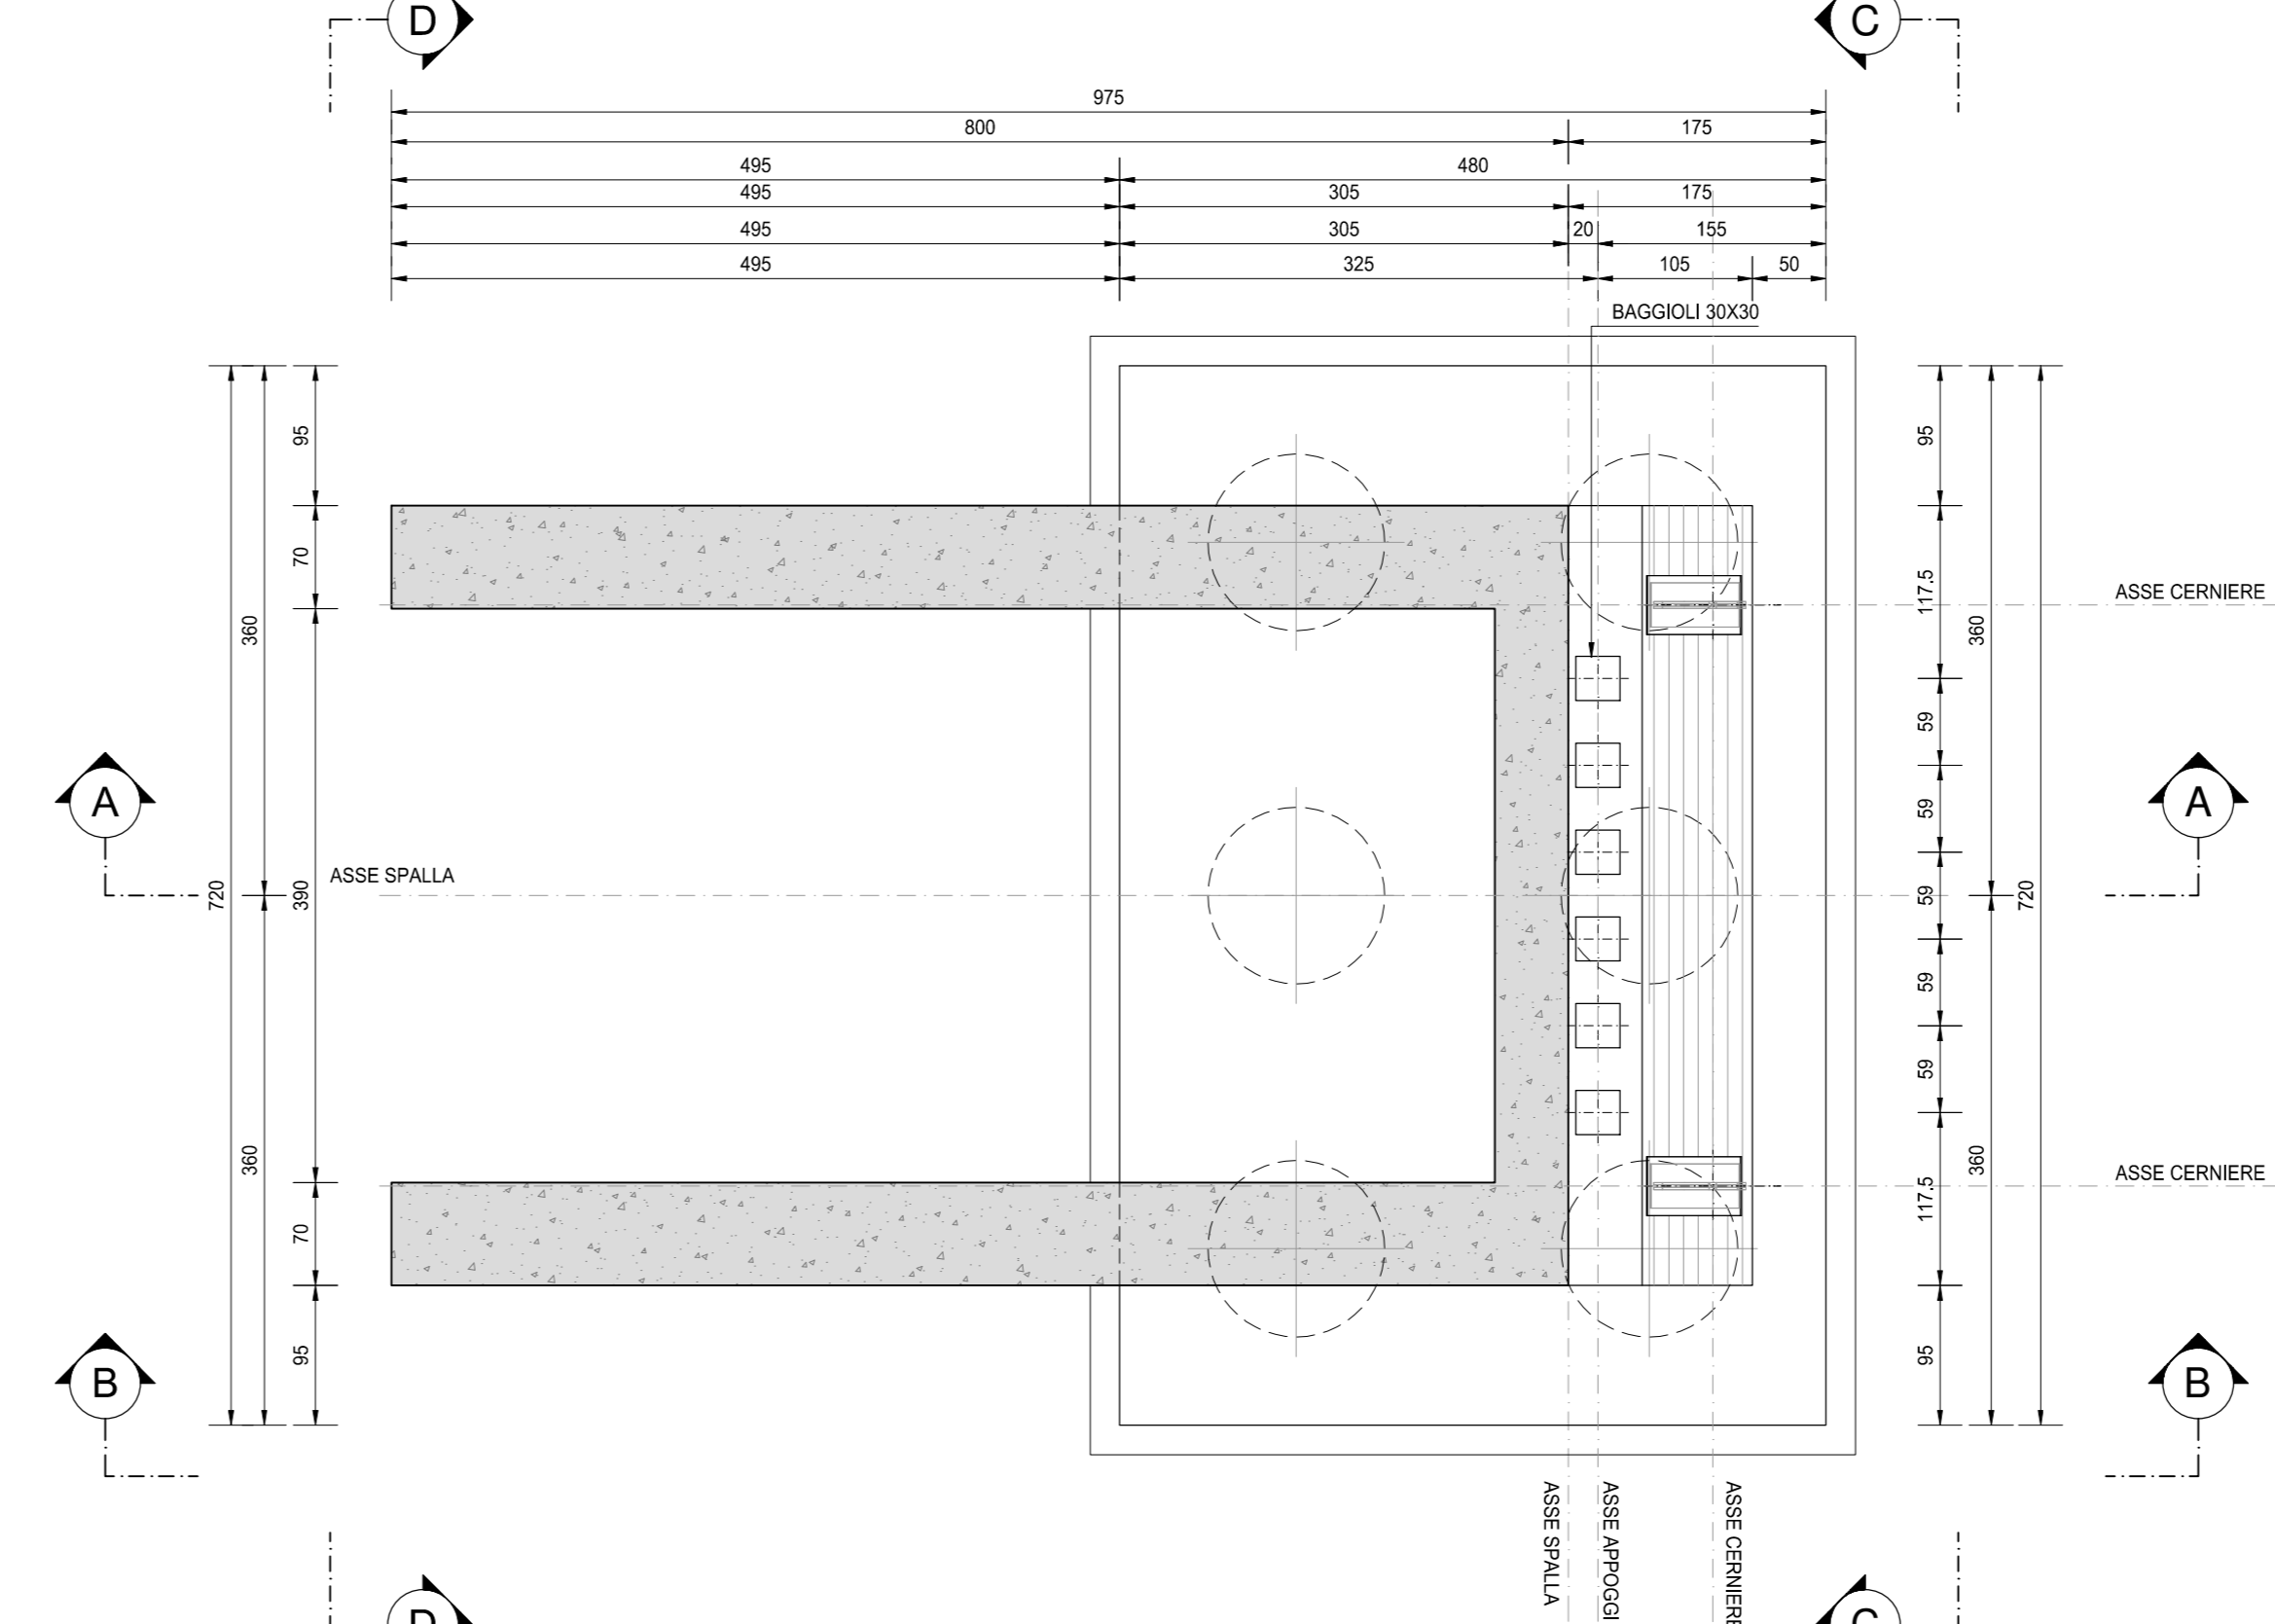 D
C
975
800 175
495 480
495 305 175
495 305 20 155
495 325 105 50
BAGGIOLI 30X30
95
95
70
117.5
ASSE CERNIERE
360
360
59
A
A
59
ASSE SPALLA
720
390
59
720
59
59
360
360
70
117.5
ASSE CERNIERE
95
95
B
B
ASSE SPALLA
ASSE APPOGGI
ASSE CERNIERE
D
C